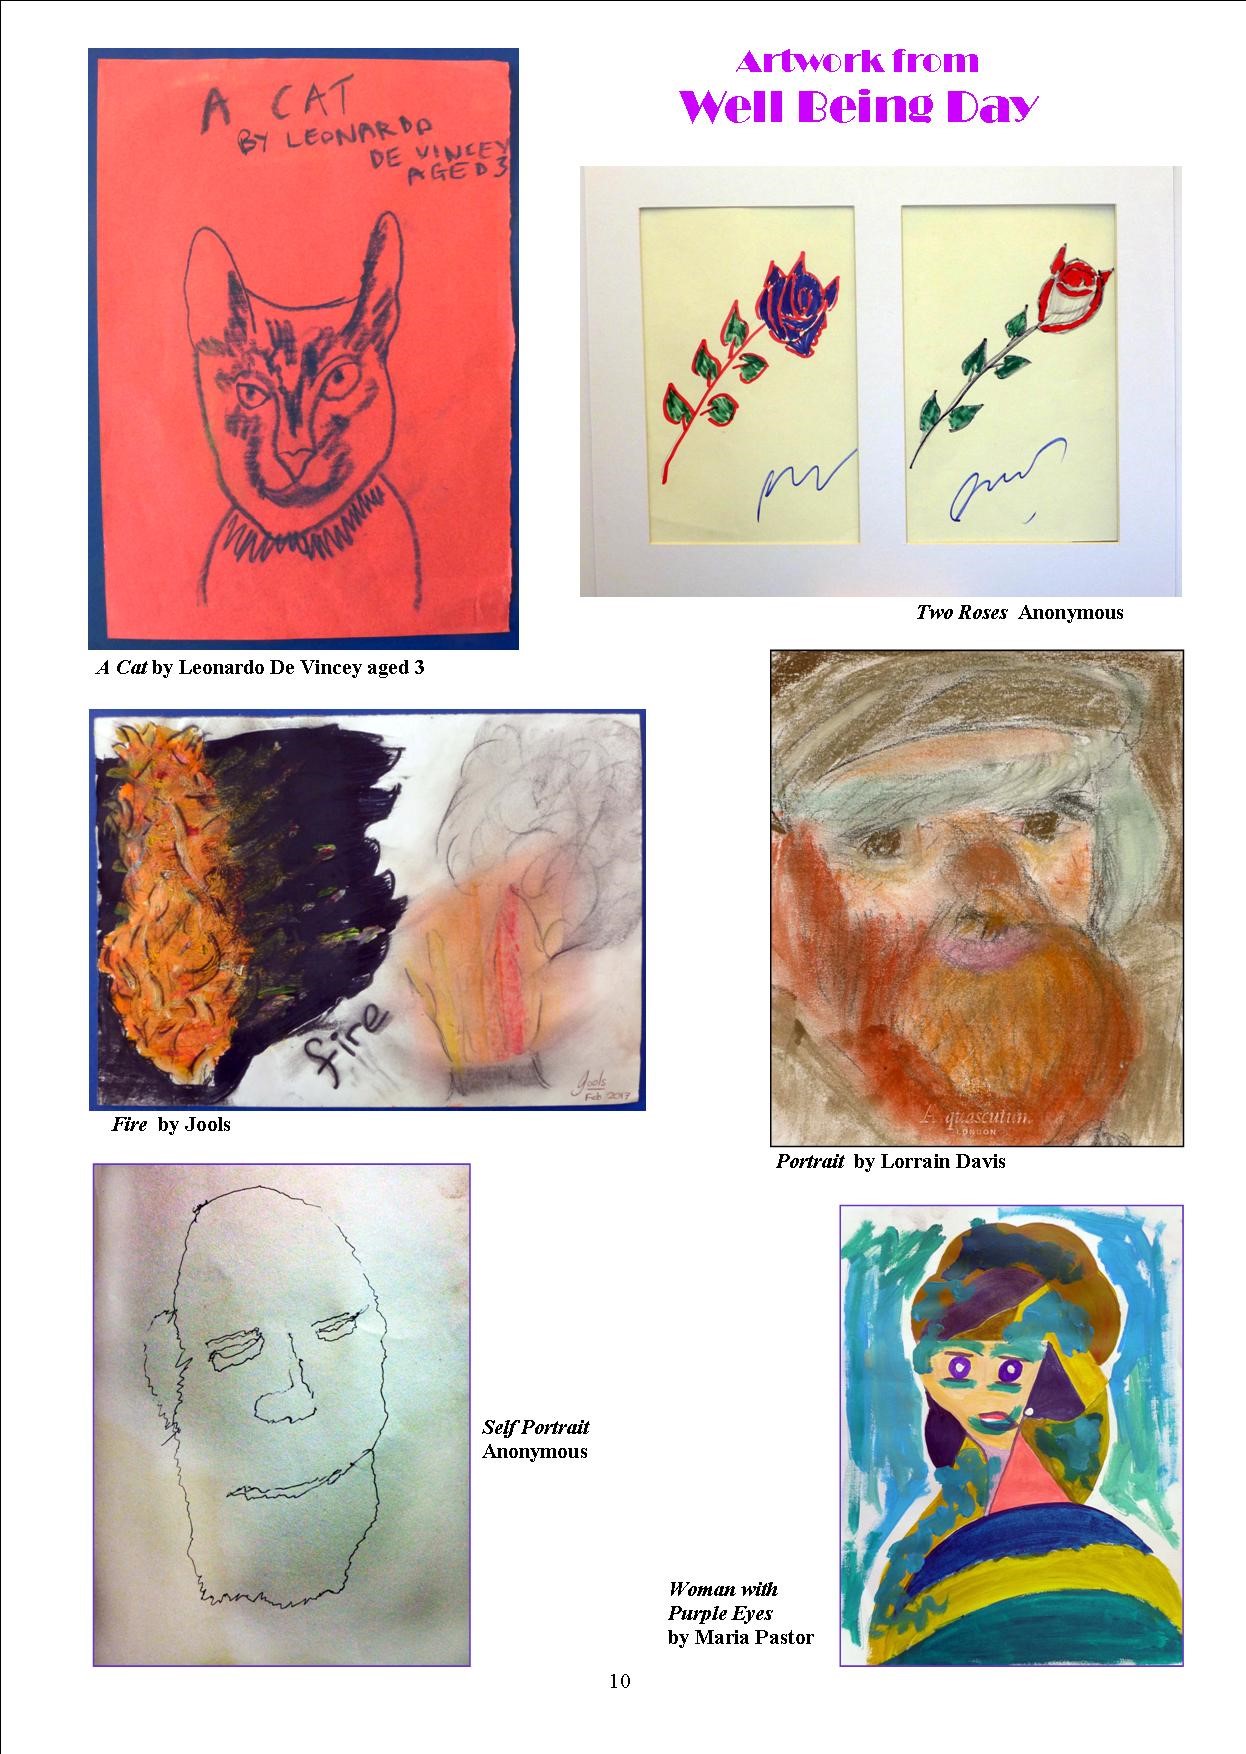 Artwork from
Well Being Day
A CAT
BY LEONARDO
DE VINCEY
AGED 3
A Cat by Leonardo De Vincey aged 3
Two Roses Anonymous
fire
Jools
Feb 2017
Fire by Jools
Aquascutum
LONDON
Portrait by Lorrain Davis
Self Portrait
Anonymous
Woman with
Purple Eyes
by Maria Pastor
10